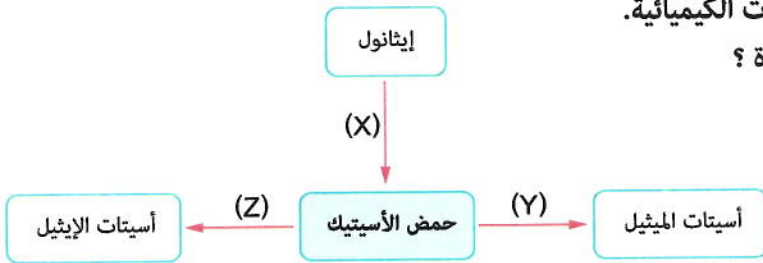 ت الكيميائية.
ة ؟
إيثانول
(X)
أسيتات الميثيل
(Y)
حمض الأسيتيك
(Z)
أسيتات الإيثيل